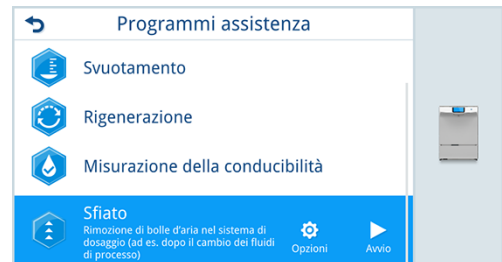 Programmi assistenza
Svuotamento
Rigenerazione
Misurazione della conducibilità
Sfiato
Rimozione di bolle d'aria nel sistema di
dosaggio (ad es. dopo il cambio dei fluidi
di processo)
Opzioni
Avvio